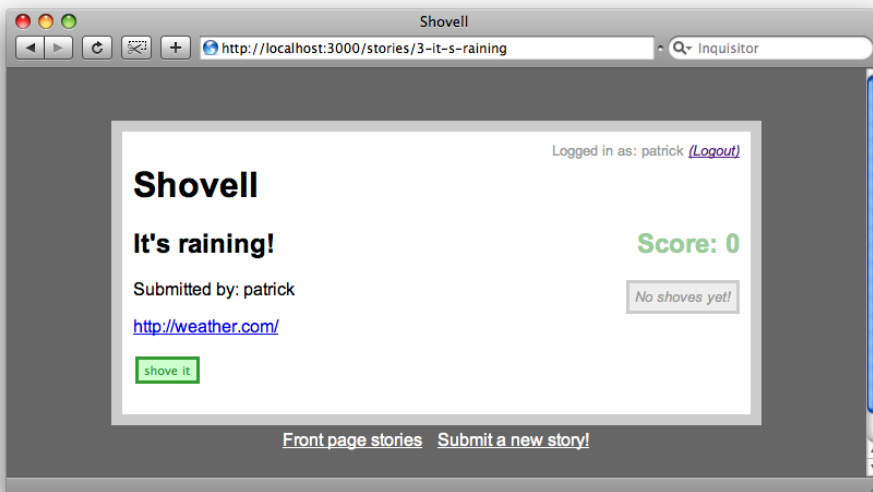 Shovell
http://localhost:3000/stories/3-it-s-raining
Inquisitor
Logged in as: patrick (Logout)
Shovell
It's raining!
Score: 0
Submitted by: patrick
No shoves yet!
http://weather.com/
shove it
Front page stories Submit a new story!